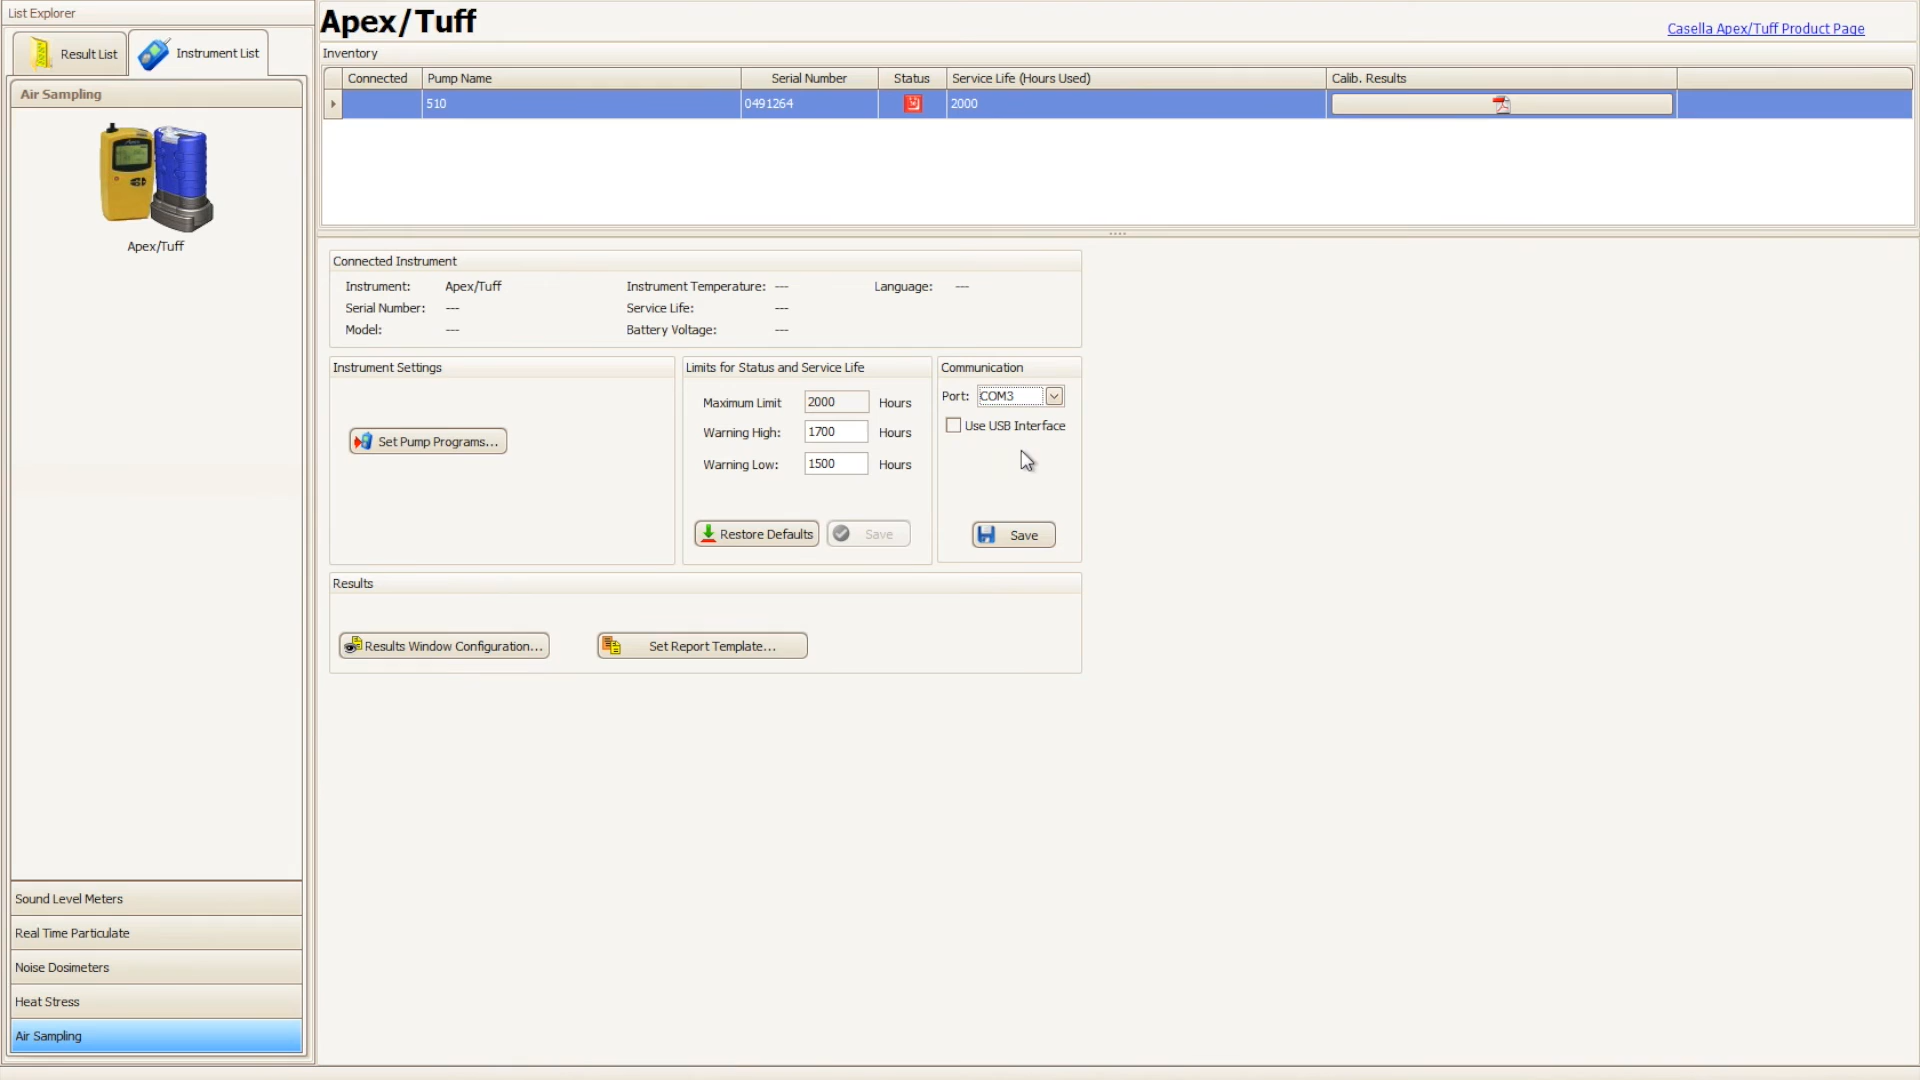 List Explorer
Result List
Instrument List
Air Sampling
Apex/Tuff
Sound Level Meters
Real Time Particulate
Noise Dosimeters
Heat Stress
Air Sampling
Apex/Tuff
Casella Apex/Tuff Product Page
Inventory
Connected Pump Name Serial Number Status Service Life (Hours Used) Calib. Results
510 0491264 2000
Connected Instrument
Instrument: Apex/Tuff Instrument Temperature: --- Language: ---
Serial Number: --- Service Life: ---
Model: --- Battery Voltage: ---
Instrument Settings
Set Pump Programs...
Limits for Status and Service Life
Maximum Limit 2000 Hours
Warning High: 1700 Hours
Warning Low: 1500 Hours
Restore Defaults Save
Communication
Port: COM3
Use USB Interface
Save
Results
Results Window Configuration... Set Report Template...